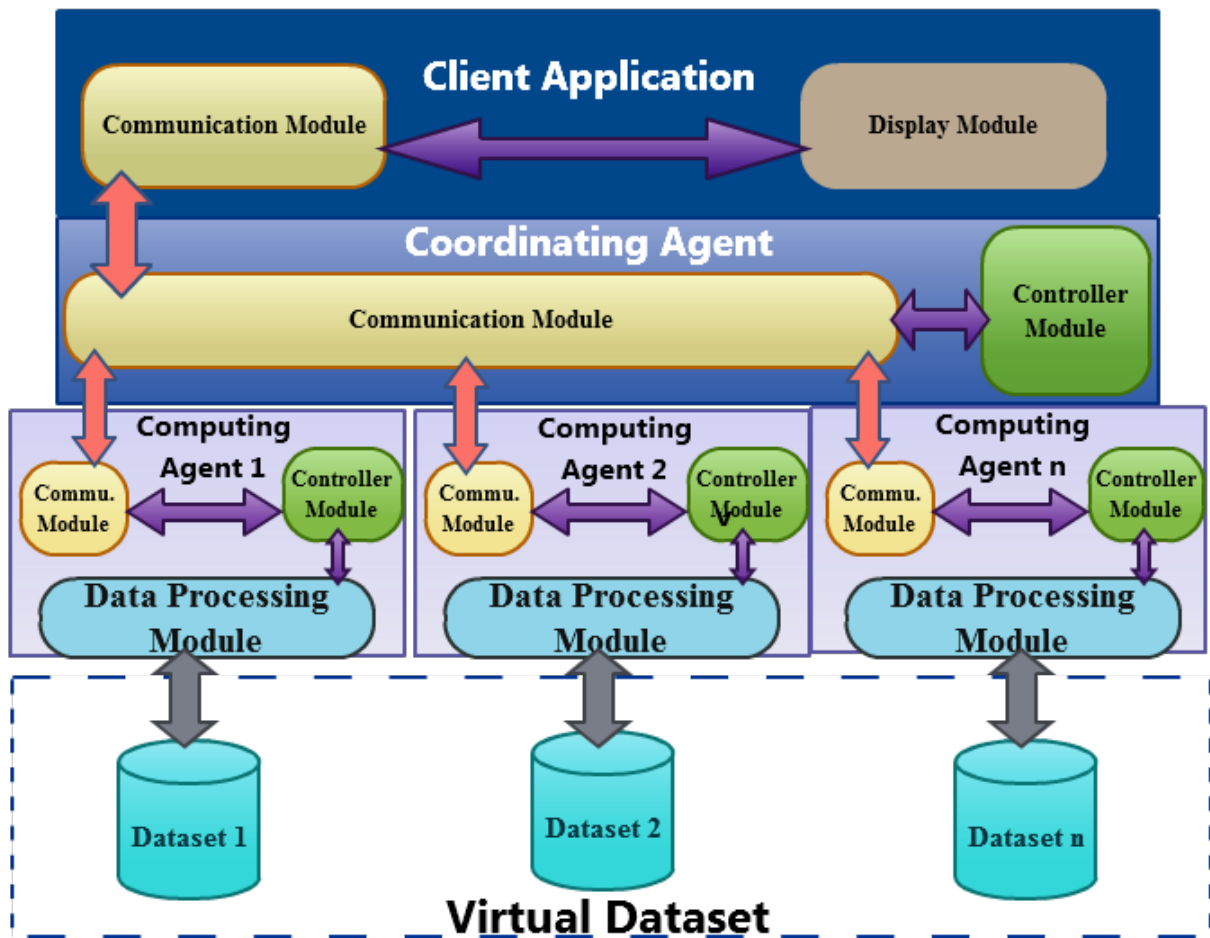 Client Application
Communication Module
Display Module
Coordinating Agent
Communication Module
Controller
Module
Computing
Agent 1
Commu.
Module
Controller
Module
Data Processing
Module
Computing
Agent 2
Commu.
Module
Controller
Module
v
Data Processing
Module
Computing
Agent n
Commu.
Module
Controller
Module
Data Processing
Module
Dataset 1
Dataset 2
Dataset n
Virtual Dataset